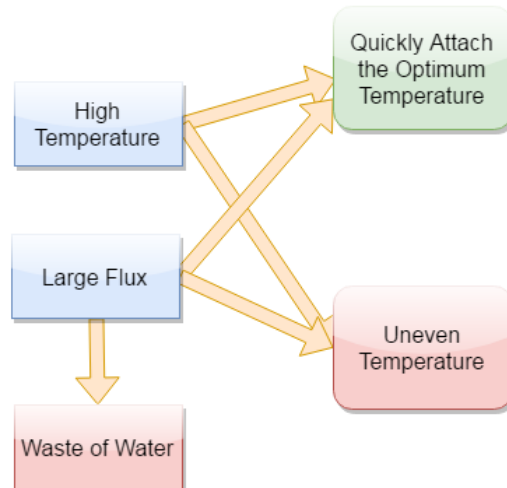 Quickly Attach
the Optimum
Temperature
High
Temperature
Large Flux
Uneven
Temperature
Waste of Water